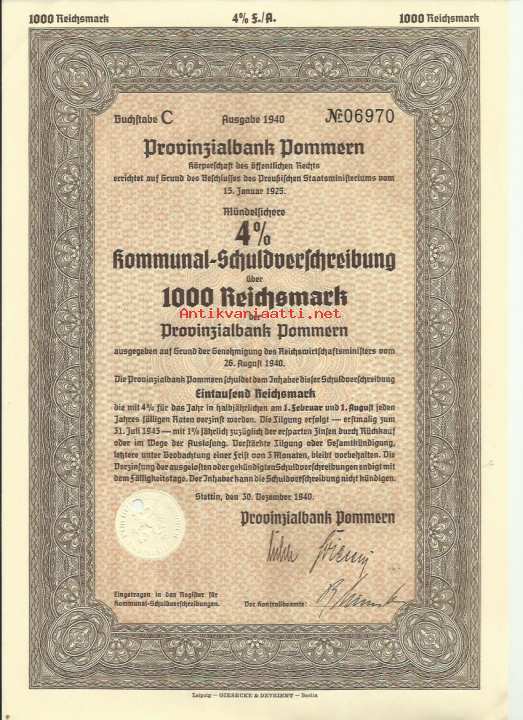 1000 Reichsmark 4% F./A. 1000 Reichsmark
Buchstabe C Ausgabe 1940 № 06970
Provinzialbank Pommern
Körperschaft des öffentlichen Rechts
errichtet auf Grund des Beschlusses des Preußischen Staatsministeriums vom
15. Januar 1925.
Mündelsichere
4%
Kommunal-Schuldverschreibung
über
1000 Reichsmark
Antikvariaatti.net
der
Provinzialbank Pommern
ausgegeben auf Grund der Genehmigung des Reichswirtschaftsministers vom
26. August 1940.
Die Provinzialbank Pommern schuldet dem Inhaber dieser Schuldverschreibung
Eintausend Reichsmark
die mit 4% für das Jahr in halbjährlichen am 1. Februar und 1. August jeden
Jahres fälligen Raten verzinst werden. Die Tilgung erfolgt — erstmalig zum
31. Juli 1945 — mit 1% jährlich zuzüglich der ersparten Zinsen durch Rückkauf
oder im Wege der Auslosung. Verstärkte Tilgung oder Gesamtkündigung,
letztere unter Beobachtung einer Frist von 3 Monaten, bleibt vorbehalten. Die
Verzinsung der ausgelosten oder gekündigten Schuldverschreibungen endigt mit
dem Fälligkeitstage. Der Inhaber kann die Schuldverschreibung nicht kündigen.
Stettin, den 30. Dezember 1940.
Provinzialbank Pommern
Eingetragen in das Register für
Kommunal-Schuldverschreibungen.
Der Kontrollbeamte:
Leipzig — GIESECKE & DEVRIENT — Berlin